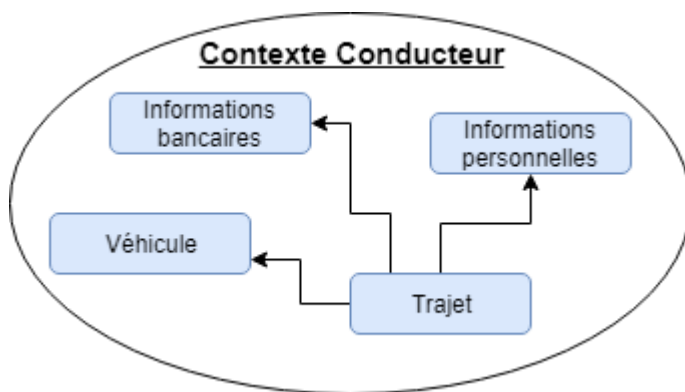 Contexte Conducteur
Informations
bancaires
Informations
personnelles
Véhicule
Trajet